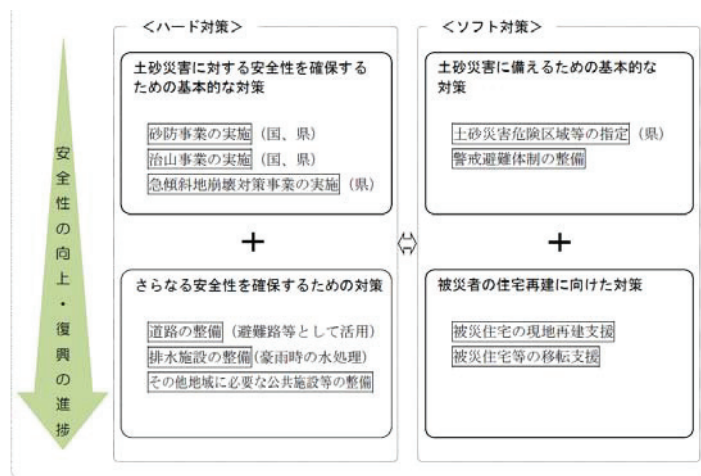 安全性の向上・復興の進捗
<ハード対策>
土砂災害に対する安全性を確保する
ための基本的な対策
砂防事業の実施（国、県）
治山事業の実施（国、県）
急傾斜地崩壊対策事業の実施（県）
＋
さらなる安全性を確保するための対策
道路の整備（避難路等として活用）
排水施設の整備(豪雨時の水処理)
その他地域に必要な公共施設等の整備
⇔
<ソフト対策>
土砂災害に備えるための基本的な
対策
土砂災害危険区域等の指定（県）
警戒避難体制の整備
＋
被災者の住宅再建に向けた対策
被災住宅の現地再建支援
被災住宅等の移転支援